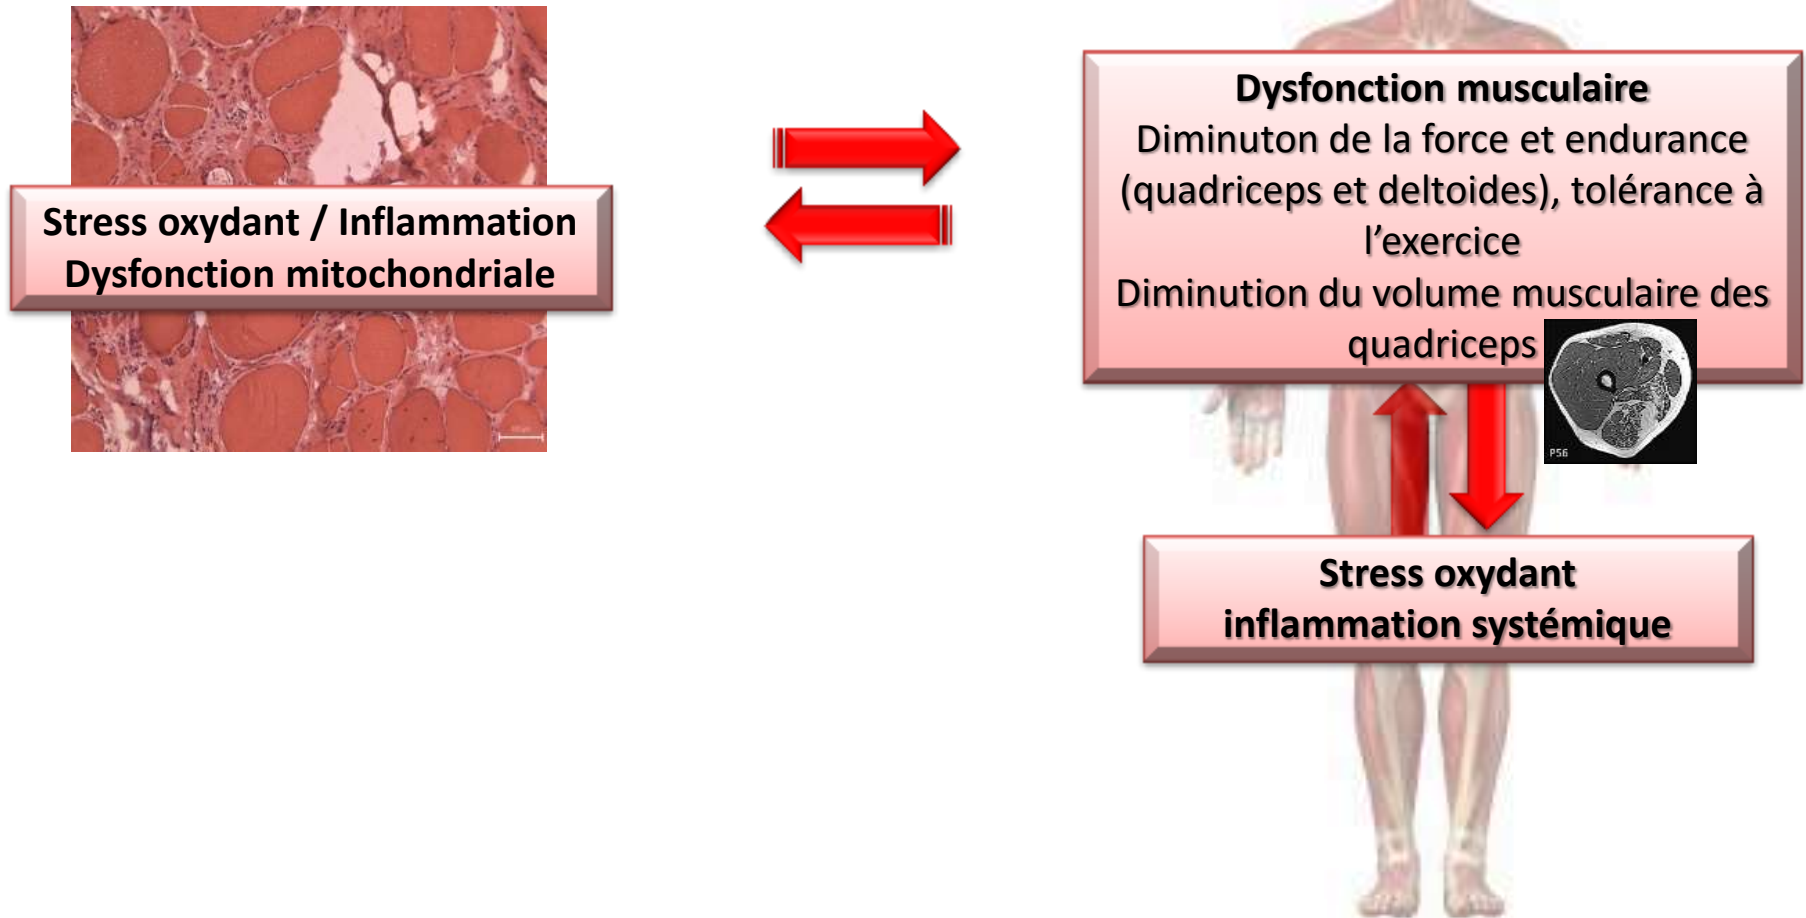 Stress oxydant / Inflammation
Dysfonction mitochondriale
Dysfonction musculaire
Diminuton de la force et endurance
(quadriceps et deltoides), tolérance à
l’exercice
Diminution du volume musculaire des
quadriceps
P56
Stress oxydant
inflammation systémique